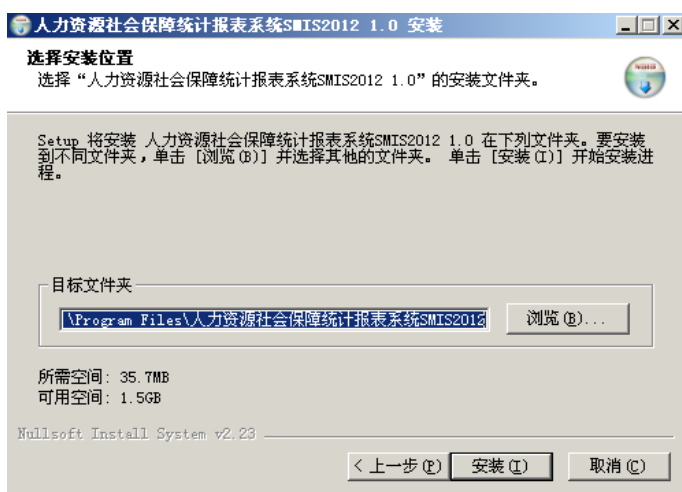 人力资源社会保障统计报表系统SMIS2012 1.0 安装
选择安装位置
选择“人力资源社会保障统计报表系统SMIS2012 1.0”的安装文件夹。
Setup 将安装 人力资源社会保障统计报表系统SMIS2012 1.0 在下列文件夹。要安装
到不同文件夹，单击 [浏览(B)] 并选择其他的文件夹。 单击 [安装(I)] 开始安装进
程。
目标文件夹
\Program Files\人力资源社会保障统计报表系统SMIS2012
浏览(B)...
所需空间: 35.7MB
可用空间: 1.5GB
Nullsoft Install System v2.23
< 上一步(P)
安装(I)
取消(C)